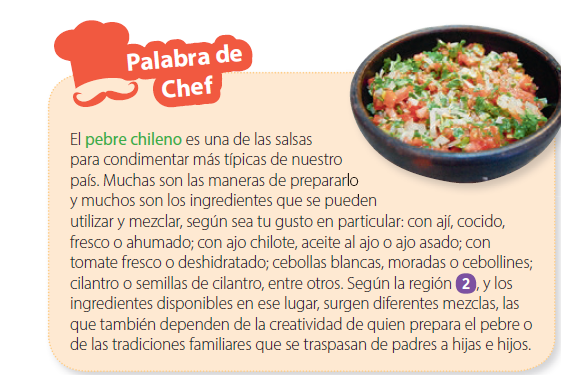 Palabra de
Chef
El pebre chileno es una de las salsas
para condimentar más típicas de nuestro
país. Muchas son las maneras de prepararlo
y muchos son los ingredientes que se pueden
utilizar y mezclar, según sea tu gusto en particular: con ají, cocido,
fresco o ahumado; con ajo chilote, aceite al ajo o ajo asado; con
tomate fresco o deshidratado; cebollas blancas, moradas o cebollines;
cilantro o semillas de cilantro, entre otros. Según la región 2, y los
ingredientes disponibles en ese lugar, surgen diferentes mezclas, las
que también dependen de la creatividad de quien prepara el pebre o
de las tradiciones familiares que se traspasan de padres a hijas e hijos.